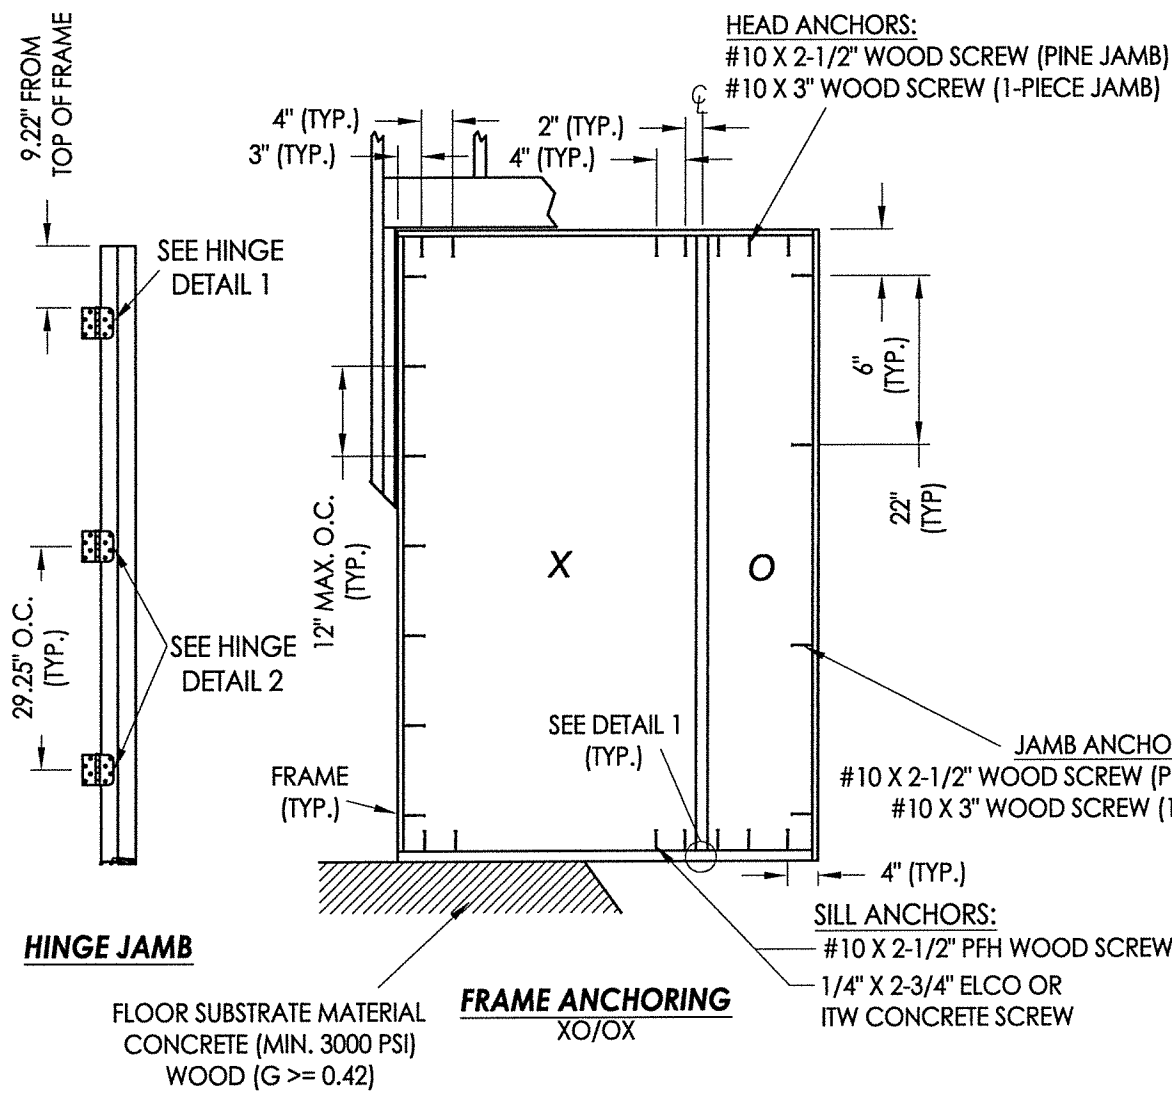 9.22" FROM
TOP OF FRAME
SEE HINGE
DETAIL 1
29.25" O.C.
(TYP.)
SEE HINGE
DETAIL 2
HINGE JAMB
HEAD ANCHORS:
#10 X 2-1/2" WOOD SCREW (PINE JAMB)
#10 X 3" WOOD SCREW (1-PIECE JAMB)
4" (TYP.)
3" (TYP.)
2" (TYP.)
4" (TYP.)
CL
6"
(TYP.)
22"
(TYP)
12" MAX. O.C.
(TYP.)
X
O
SEE DETAIL 1
(TYP.)
FRAME
(TYP.)
JAMB ANCHO
#10 X 2-1/2" WOOD SCREW (P
#10 X 3" WOOD SCREW (1
4" (TYP.)
SILL ANCHORS:
#10 X 2-1/2" PFH WOOD SCREW
1/4" X 2-3/4" ELCO OR
ITW CONCRETE SCREW
FLOOR SUBSTRATE MATERIAL
CONCRETE (MIN. 3000 PSI)
WOOD (G >= 0.42)
FRAME ANCHORING
XO/OX